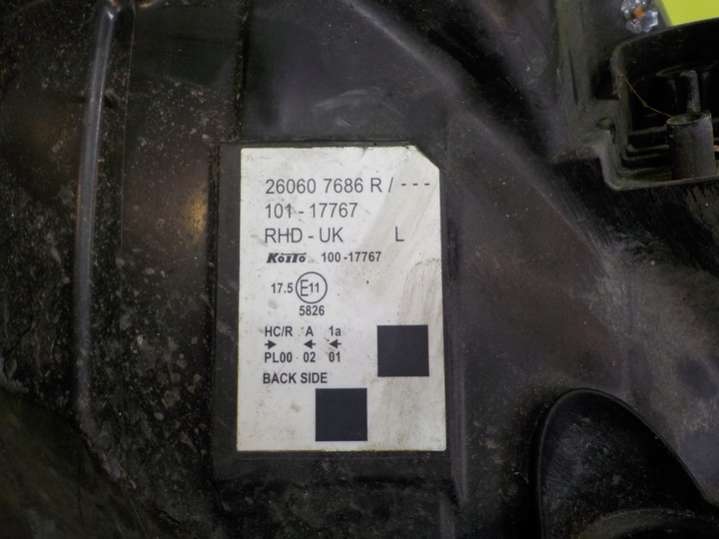 26060 7686 R / - - -
101 - 17767
RHD - UK L
KOITO 100 -17767
17.5 E11
5826
HC/R A 1a
PL00 02 01
BACK SIDE